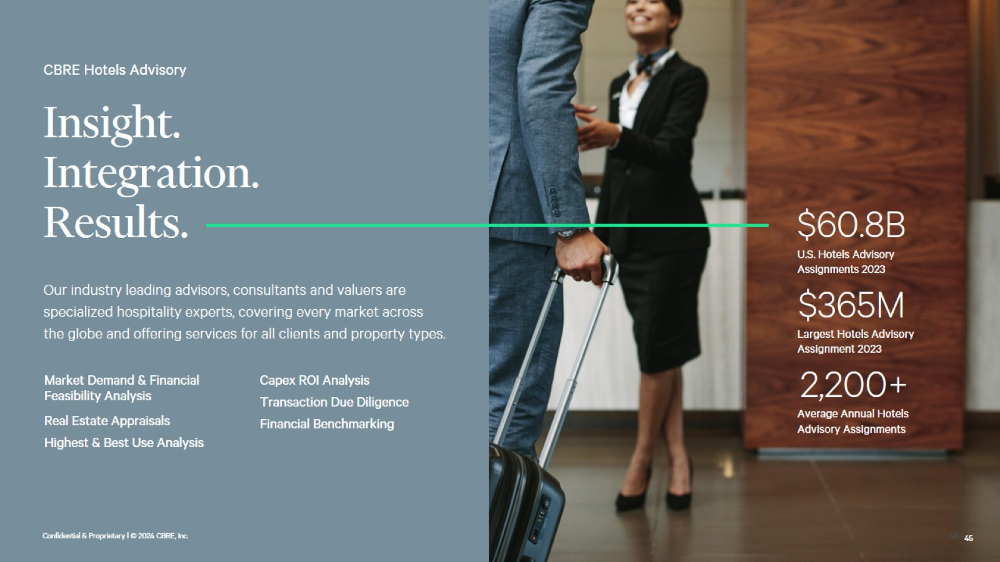 CBRE Hotels Advisory
Insight.
Integration.
Results.
Our industry leading advisors, consultants and valuers are
specialized hospitality experts, covering every market across
the globe and offering services for all clients and property types.
Market Demand & Financial
Feasibility Analysis
Real Estate Appraisals
Highest & Best Use Analysis
Capex ROI Analysis
Transaction Due Diligence
Financial Benchmarking
$60.8B
U.S. Hotels Advisory
Assignments 2023
$365M
Largest Hotels Advisory
Assignment 2023
2,200+
Average Annual Hotels
Advisory Assignments
Confidential & Proprietary | © 2024 CBRE, Inc.
45 45